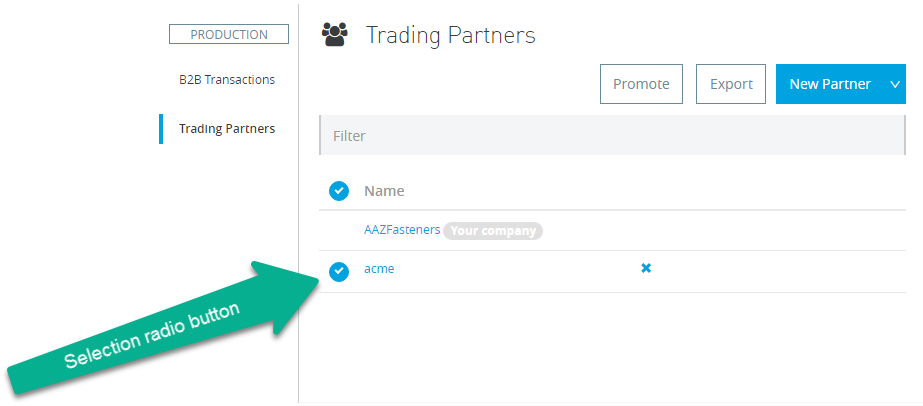 PRODUCTION
B2B Transactions
Trading Partners
Trading Partners
Promote
Export
New Partner
Filter
Name
AAZFasteners Your company
acme
Selection radio button